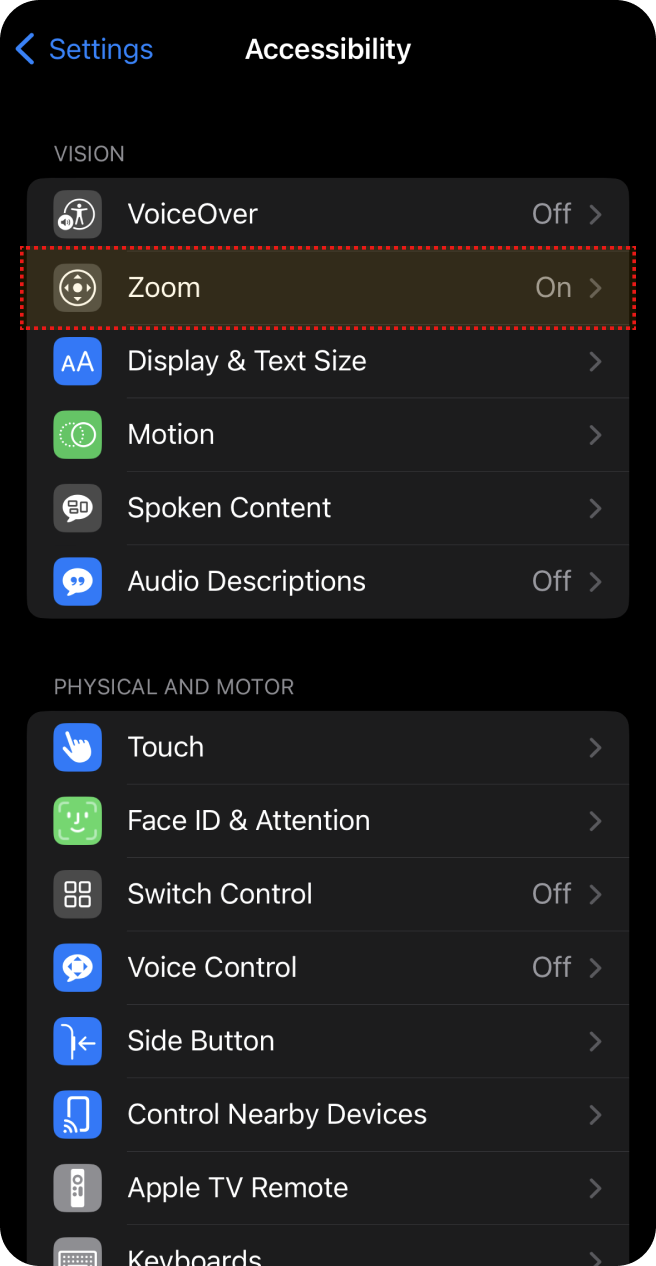 Settings
Accessibility
VISION
VoiceOver Off
Zoom On
AA Display & Text Size
Motion
Spoken Content
Audio Descriptions Off
PHYSICAL AND MOTOR
Touch
Face ID & Attention
Switch Control Off
Voice Control Off
Side Button
Control Nearby Devices
Apple TV Remote
Keyboards